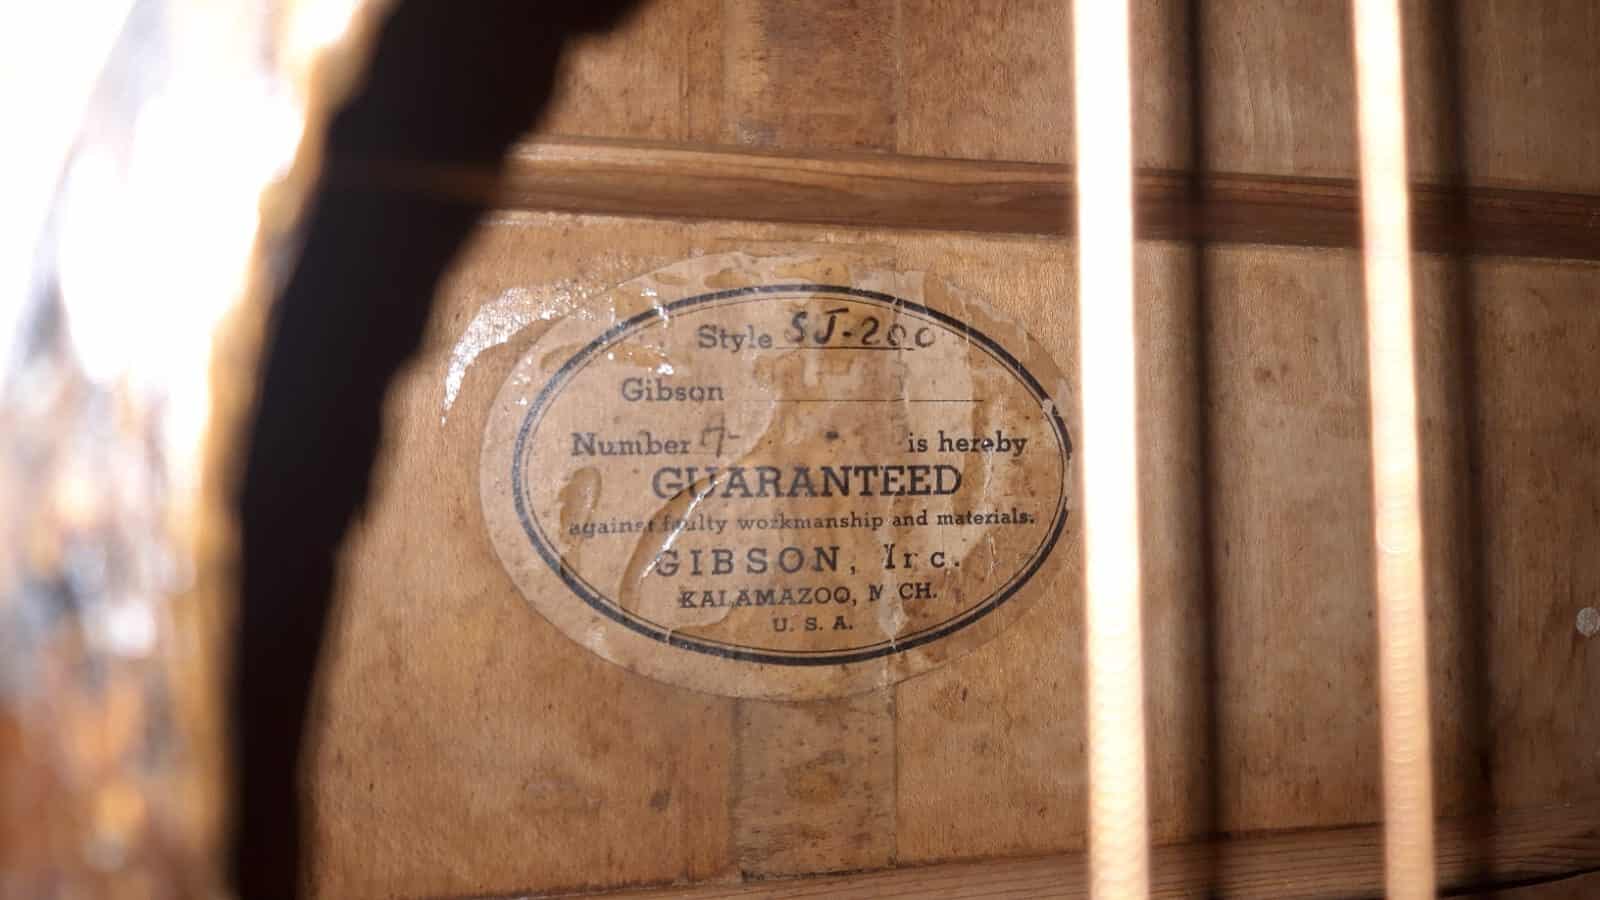 Style SJ-200
Gibson
Number is hereby
GUARANTEED
against faulty workmanship and materials.
GIBSON, Inc.
KALAMAZOO, MICH.
U. S. A.